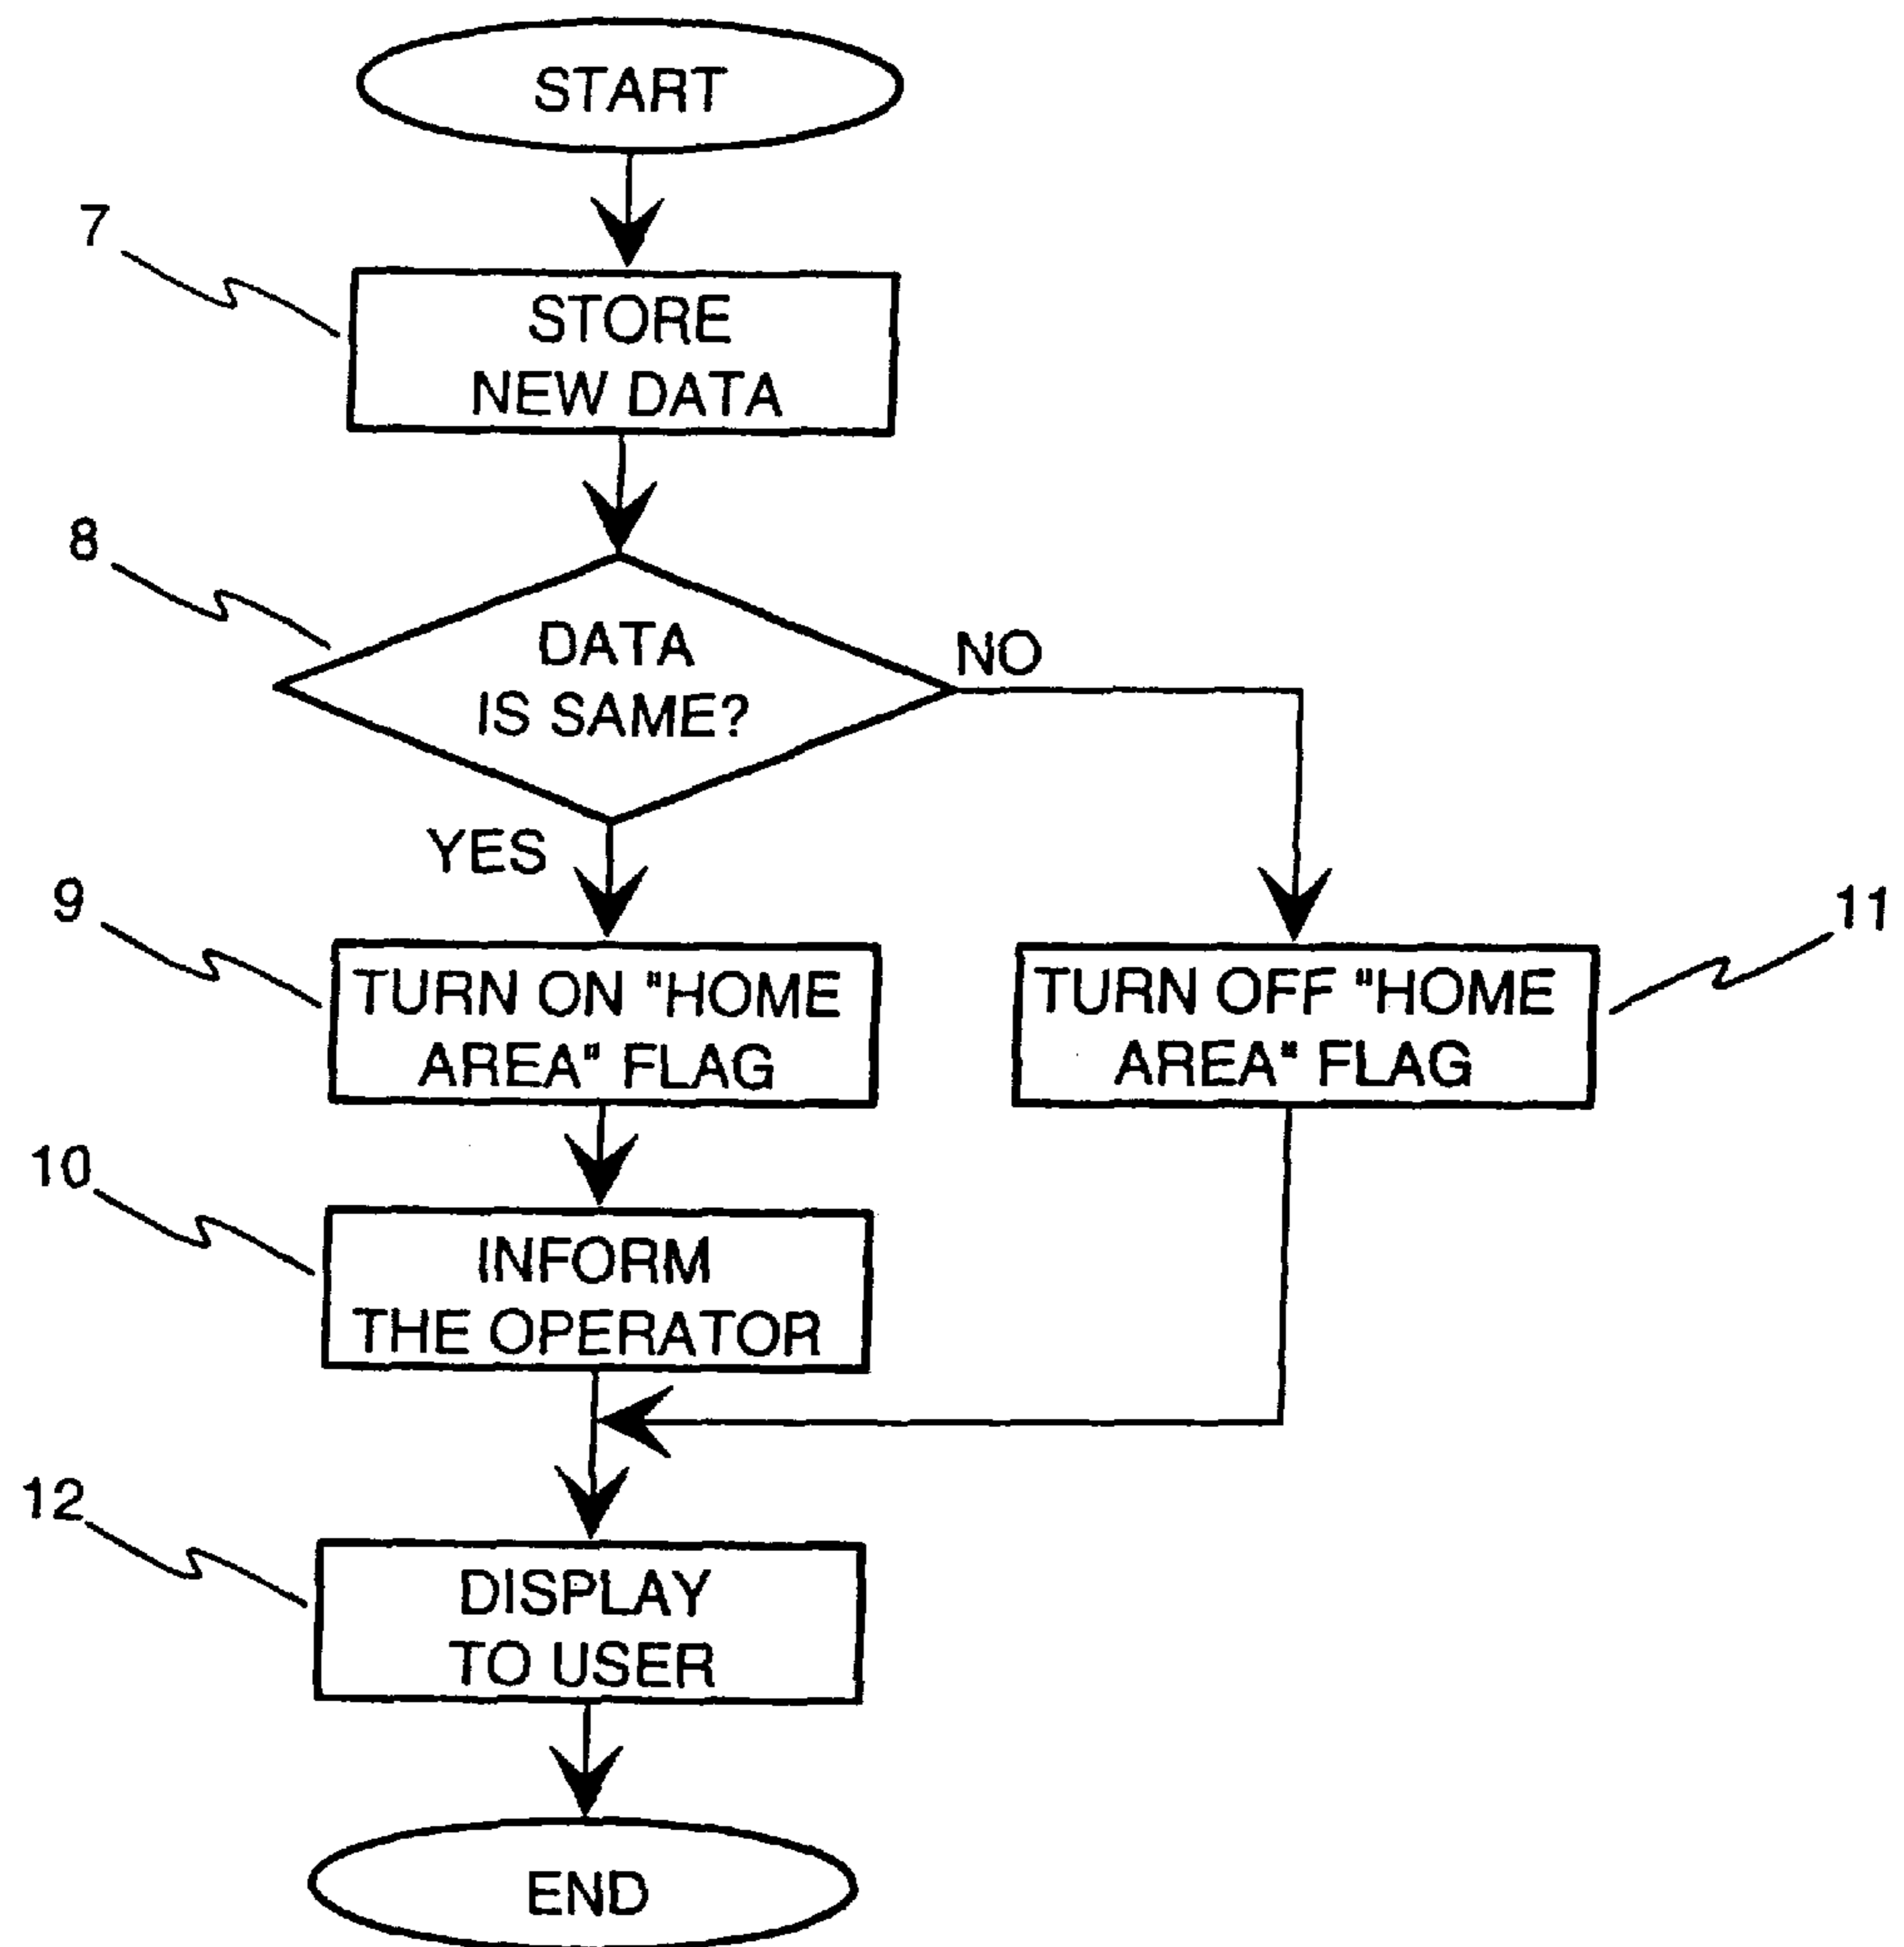 START
7
STORE
NEW DATA
8
DATA
IS SAME?
NO
YES
9
TURN ON "HOME
AREA" FLAG
TURN OFF "HOME
AREA" FLAG
11
10
INFORM
THE OPERATOR
12
DISPLAY
TO USER
END